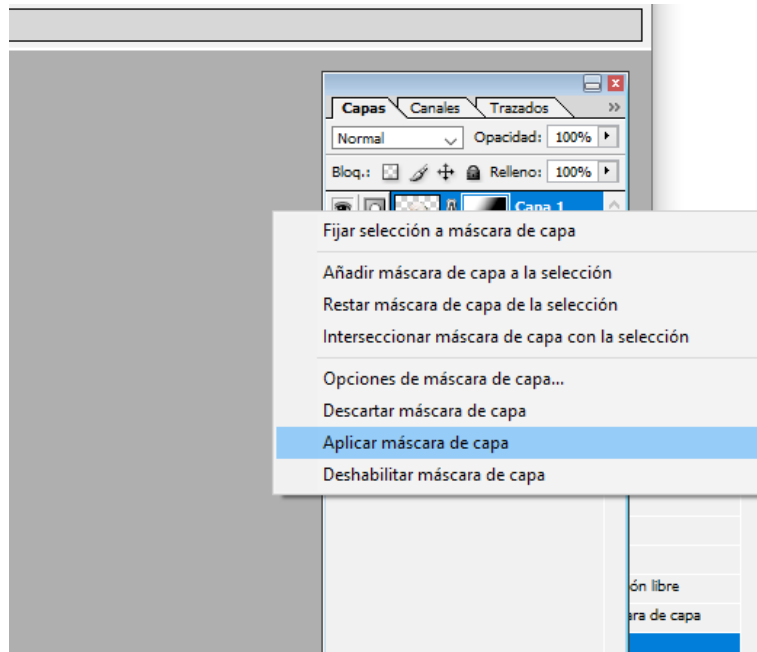 Capas Canales Trazados
Normal Opacidad: 100%
Bloq.: Relleno: 100%
Capa 1
Fijar selección a máscara de capa
Añadir máscara de capa a la selección
Restar máscara de capa de la selección
Interseccionar máscara de capa con la selección
Opciones de máscara de capa...
Descartar máscara de capa
Aplicar máscara de capa
Deshabilitar máscara de capa
ón libre
ara de capa